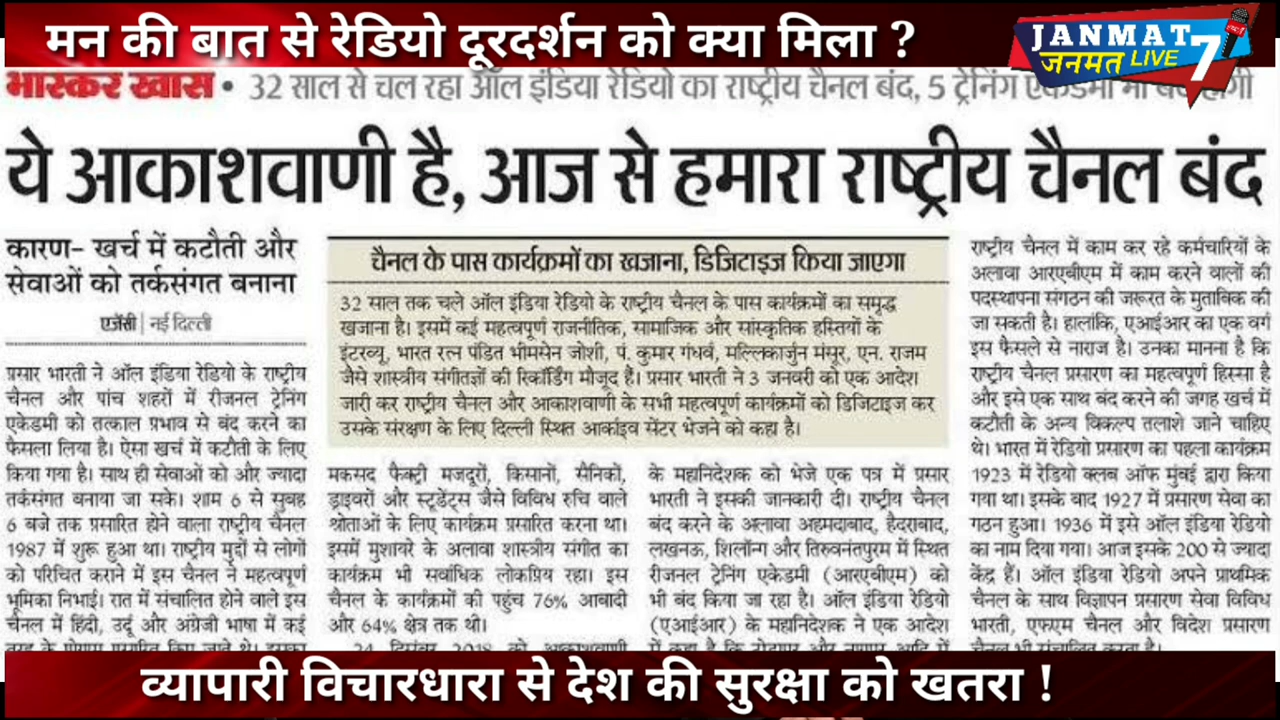 मन की बात से रेडियो दूरदर्शन को क्या मिला ?
JANMAT
जनमत LIVE 7
भास्कर खास • 32 साल से चल रहा ऑल इंडिया रेडियो का राष्ट्रीय चैनल बंद, 5 ट्रेनिंग
ये आकाशवाणी है, आज से हमारा राष्ट्रीय चैनल बंद
कारण- खर्च में कटौती और
सेवाओं को तर्कसंगत बनाना
एजेंसी | नई दिल्ली
प्रसार भारती ने ऑल इंडिया रेडियो के राष्ट्रीय
चैनल और पांच शहरों में रीजनल ट्रेनिंग
एकेडमी को तत्काल प्रभाव से बंद करने का
फैसला लिया है। ऐसा खर्च में कटौती के लिए
किया गया है। साथ ही सेवाओं को और ज्यादा
तर्कसंगत बनाया जा सके। शाम 6 से सुबह
6 बजे तक प्रसारित होने वाला राष्ट्रीय चैनल
1987 में शुरू हुआ था। राष्ट्रीय मुद्दों से लोगों
को परिचित कराने में इस चैनल ने महत्वपूर्ण
भूमिका निभाई। रात में संचालित होने वाले इस
चैनल में हिंदी, उर्दू और अंग्रेजी भाषा में कई
चैनल के पास कार्यक्रमों का खजाना, डिजिटाइज किया जाएगा
32 साल तक चले ऑल इंडिया रेडियो के राष्ट्रीय चैनल के पास कार्यक्रमों का समृद्ध
खजाना है। इसमें कई महत्वपूर्ण राजनीतिक, सामाजिक और सांस्कृतिक हस्तियों के
इंटरव्यू, भारत रत्न पंडित भीमसेन जोशी, पं. कुमार गंधर्व, मल्लिकार्जुन मंसूर, एन. राजम
जैसे शास्त्रीय संगीतज्ञों की रिकॉर्डिंग मौजूद हैं। प्रसार भारती ने 3 जनवरी को एक आदेश
जारी कर राष्ट्रीय चैनल और आकाशवाणी के सभी महत्वपूर्ण कार्यक्रमों को डिजिटाइज कर
उसके संरक्षण के लिए दिल्ली स्थित आर्काइव सेंटर भेजने को कहा है।
मकसद फैक्ट्री मजदूरों, किसानों, सैनिकों,
ड्राइवरों और स्टूडेंट्स जैसे विविध रुचि वाले
श्रोताओं के लिए कार्यक्रम प्रसारित करना था।
इसमें मुशायरे के अलावा शास्त्रीय संगीत का
कार्यक्रम भी सर्वाधिक लोकप्रिय रहा। इस
चैनल के कार्यक्रमों की पहुंच 76% आबादी
और 64% क्षेत्र तक थी।
24 दिसंबर 2018 को आकाशवाणी
के महानिदेशक को भेजे एक पत्र में प्रसार
भारती ने इसकी जानकारी दी। राष्ट्रीय चैनल
बंद करने के अलावा अहमदाबाद, हैदराबाद,
लखनऊ, शिलॉन्ग और तिरुवनंतपुरम में स्थित
रीजनल ट्रेनिंग एकेडमी (आरएबीएम) को
भी बंद किया जा रहा है। ऑल इंडिया रेडियो
(एआईआर) के महानिदेशक ने एक आदेश
राष्ट्रीय चैनल में काम कर रहे कर्मचारियों के
अलावा आरएबीएम में काम करने वालों की
पदस्थापना संगठन की जरूरत के मुताबिक की
जा सकती है। हालांकि, एआईआर का एक वर्ग
इस फैसले से नाराज है। उनका मानना है कि
राष्ट्रीय चैनल प्रसारण का महत्वपूर्ण हिस्सा है
और इसे एक साथ बंद करने की जगह खर्च में
कटौती के अन्य विकल्प तलाशे जाने चाहिए
थे। भारत में रेडियो प्रसारण का पहला कार्यक्रम
1923 में रेडियो क्लब ऑफ मुंबई द्वारा किया
गया था। इसके बाद 1927 में प्रसारण सेवा का
गठन हुआ। 1936 में इसे ऑल इंडिया रेडियो
का नाम दिया गया। आज इसके 200 से ज्यादा
केंद्र हैं। ऑल इंडिया रेडियो अपने प्राथमिक
चैनल के साथ विज्ञापन प्रसारण सेवा विविध
भारती, एफएम चैनल और विदेश प्रसारण
व्यापारी विचारधारा से देश की सुरक्षा को खतरा !